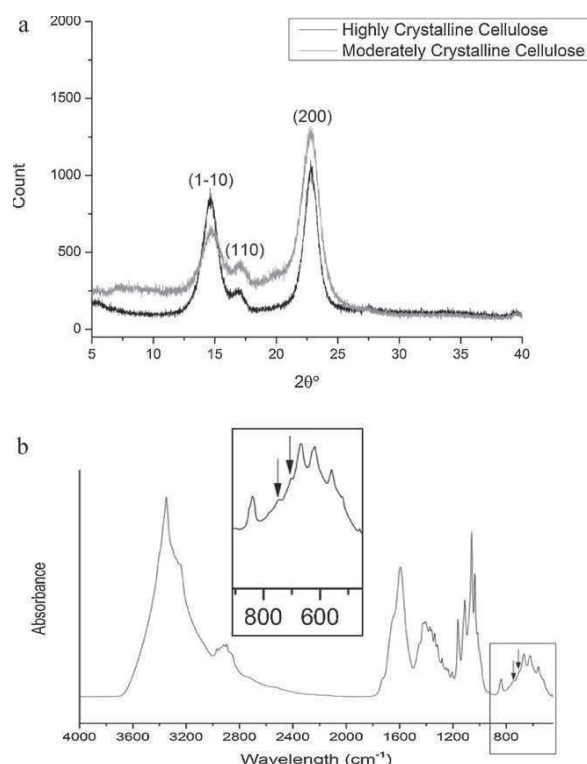 a
Highly Crystalline Cellulose
Moderately Crystalline Cellulose
2000
1500
1000
500
0
Count
(1-10)
(110)
(200)
5 10 15 20 25 30 35 40
2θ°
b
800 600
Absorbance
4000 3600 3200 2800 2400 2000 1600 1200 800
Wavelength (cm-1)